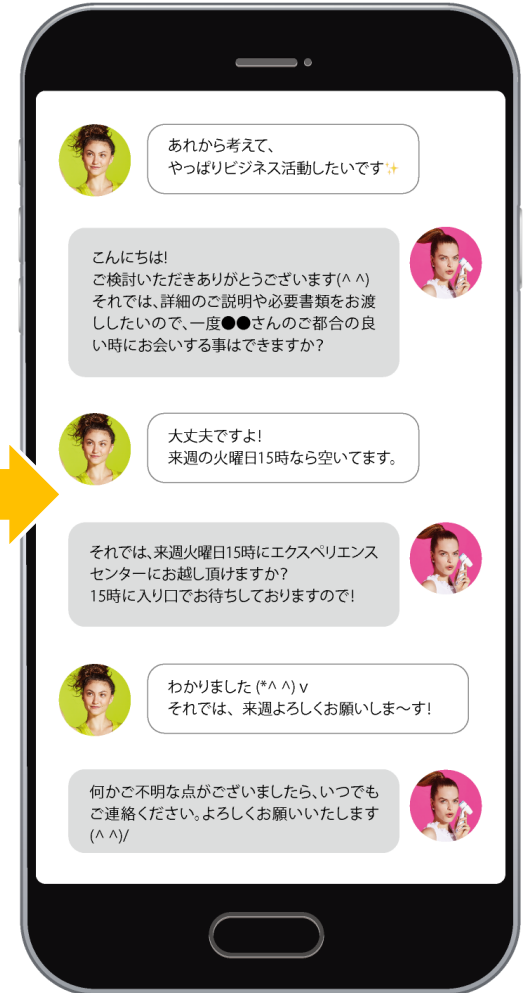 あれから考えて、
やっぱりビジネス活動したいです✨
こんにちは!
ご検討いただきありがとうございます(^ ^)
それでは、詳細のご説明や必要書類をお渡
ししたいので、一度●●さんのご都合の良
い時にお会いする事はできますか?
大丈夫ですよ!
来週の火曜日15時なら空いてます。
それでは、来週火曜日15時にエクスペリエンス
センターにお越し頂けますか?
15時に入り口でお待ちしておりますので!
わかりました (*^ ^) v
それでは、来週よろしくお願いしま〜す!
何かご不明な点がございましたら、いつでも
ご連絡ください。よろしくお願いいたします
(^ ^)/